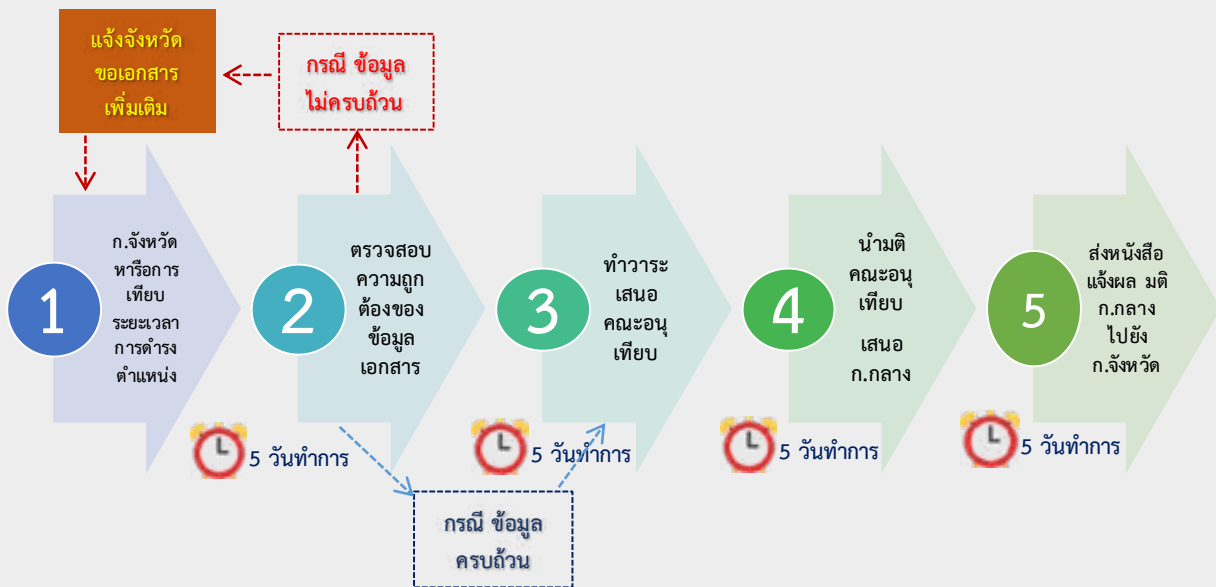 แจ้งจังหวัด
ขอเอกสาร
เพิ่มเติม
กรณี ข้อมูล
ไม่ครบถ้วน
1
ก.จังหวัด
หารือการ
เทียบ
ระยะเวลา
การดำรง
ตำแหน่ง
2
ตรวจสอบ
ความถูก
ต้องของ
ข้อมูล
เอกสาร
3
ทำวาระ
เสนอ
คณะอนุ
เทียบ
4
นำมติ
คณะอนุ
เทียบ
เสนอ
ก.กลาง
5
ส่งหนังสือ
แจ้งผล มติ
ก.กลาง
ไปยัง
ก.จังหวัด
5 วันทำการ
5 วันทำการ
5 วันทำการ
5 วันทำการ
กรณี ข้อมูล
ครบถ้วน